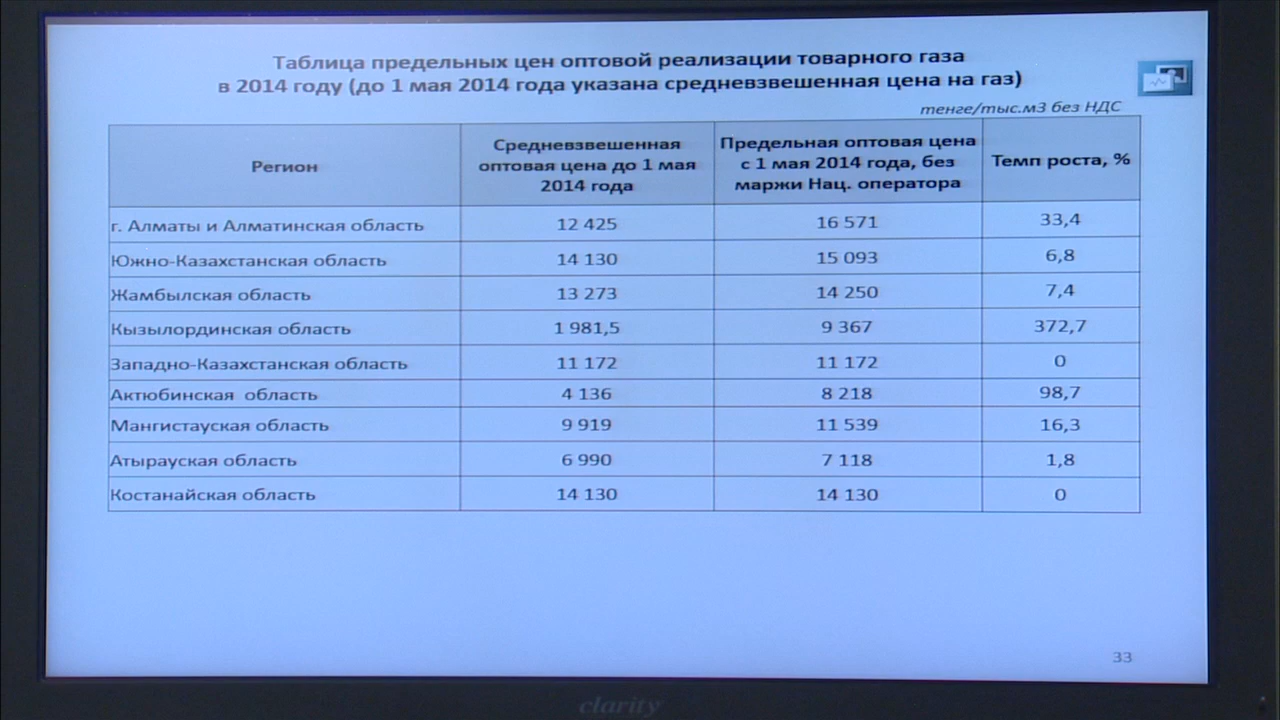 Таблица предельных цен оптовой реализации товарного газа
в 2014 году (до 1 мая 2014 года указана средневзвешенная цена на газ)
тенге/тыс.м3 без НДС
Регион
Средневзвешенная
оптовая цена до 1 мая
2014 года
Предельная оптовая цена
с 1 мая 2014 года, без
маржи Нац. оператора
Темп роста, %
г. Алматы и Алматинская область 12 425 16 571 33,4
Южно-Казахстанская область 14 130 15 093 6,8
Жамбылская область 13 273 14 250 7,4
Кызылординская область 1 981,5 9 367 372,7
Западно-Казахстанская область 11 172 11 172 0
Актюбинская область 4 136 8 218 98,7
Мангистауская область 9 919 11 539 16,3
Атырауская область 6 990 7 118 1,8
Костанайская область 14 130 14 130 0
33
clarity